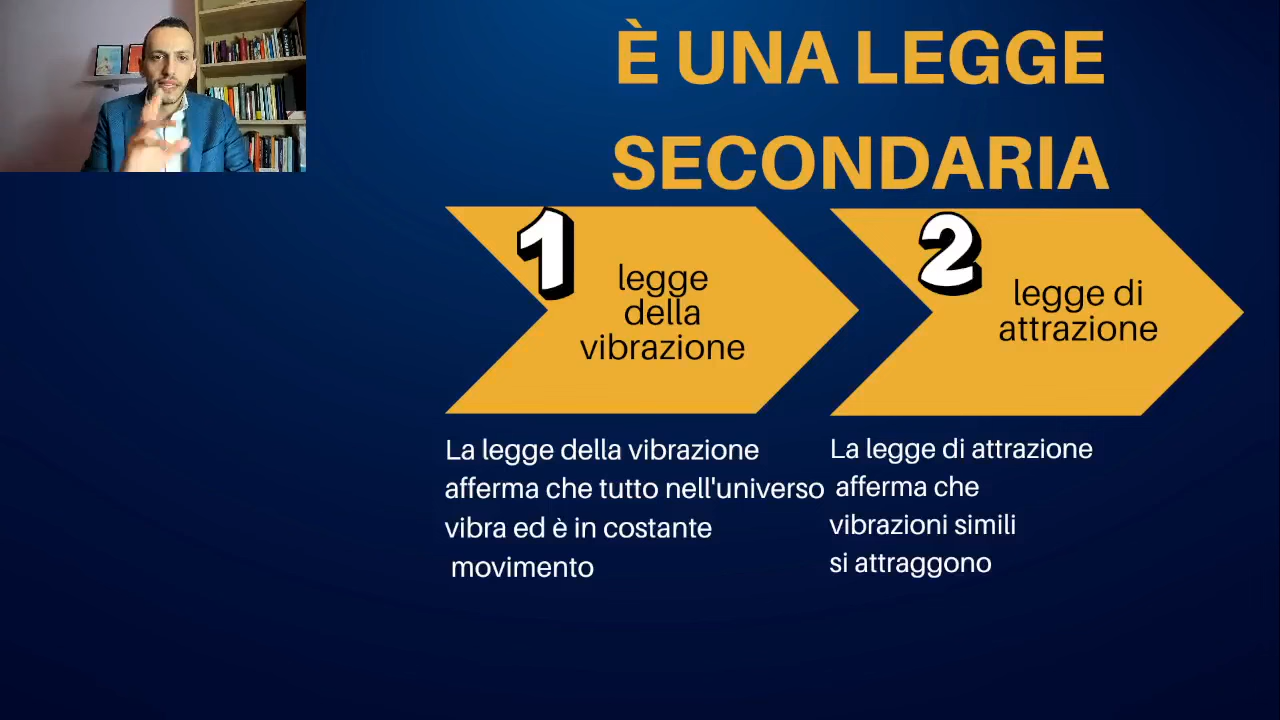 È UNA LEGGE
SECONDARIA
1
legge
della
vibrazione
2
legge di
attrazione
La legge della vibrazione
afferma che tutto nell'universo
vibra ed è in costante
movimento
La legge di attrazione
afferma che
vibrazioni simili
si attraggono